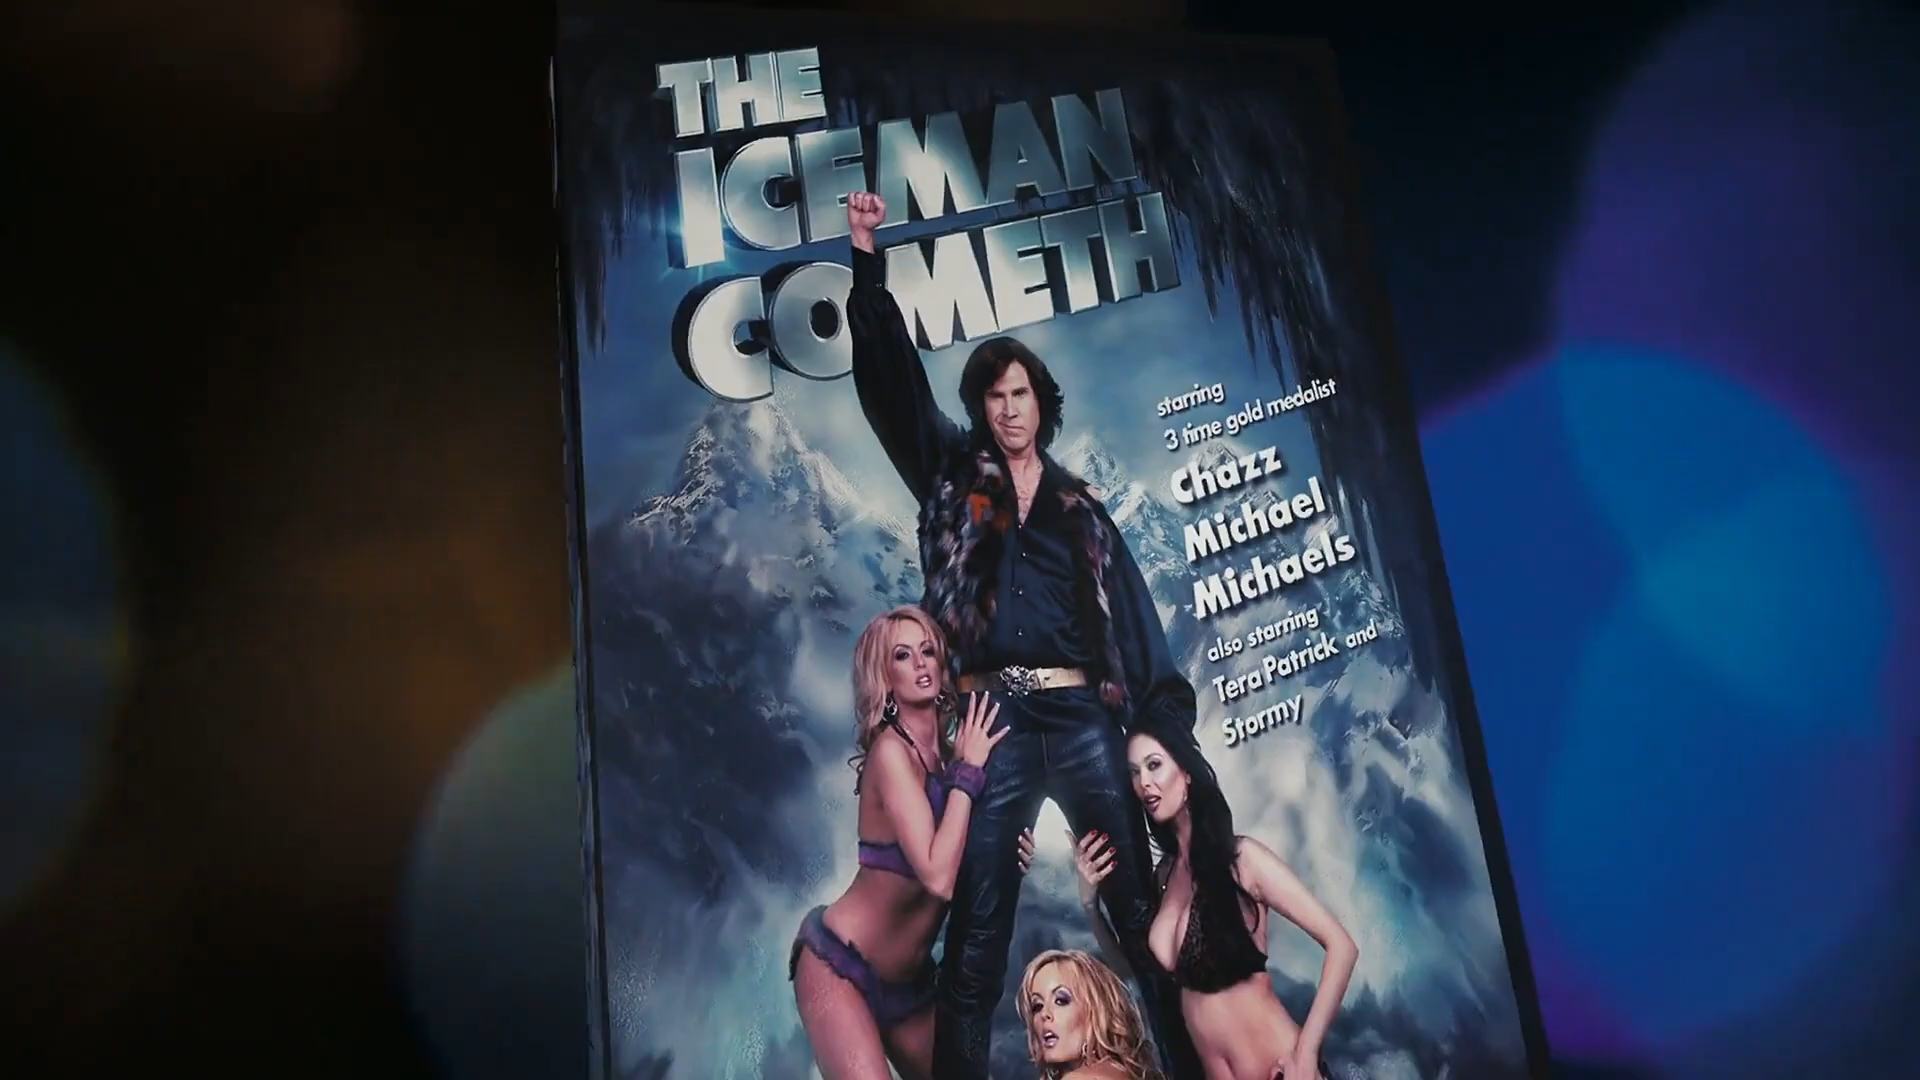 THE
ICEMAN
COMETH
starring
3 time gold medalist
Chazz
Michael
Michaels
also starring
Tera Patrick and
Stormy